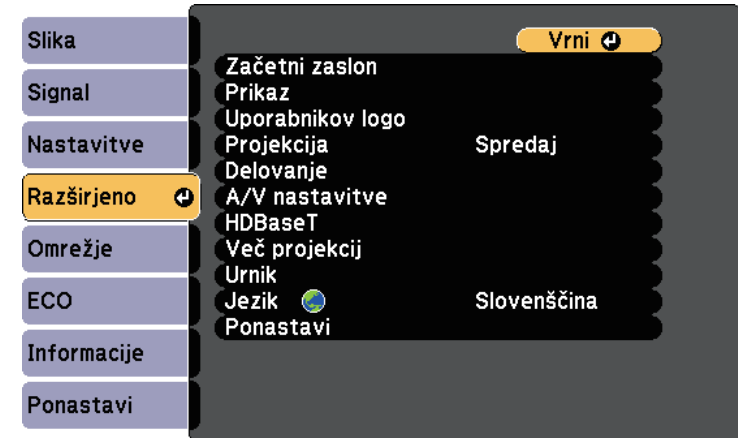 Slika
Signal
Nastavitve
Razširjeno
Omrežje
ECO
Informacije
Ponastavi
Vrni
Začetni zaslon
Prikaz
Uporabnikov logo
Projekcija Spredaj
Delovanje
A/V nastavitve
HDBaseT
Več projekcij
Urnik
Jezik Slovenščina
Ponastavi